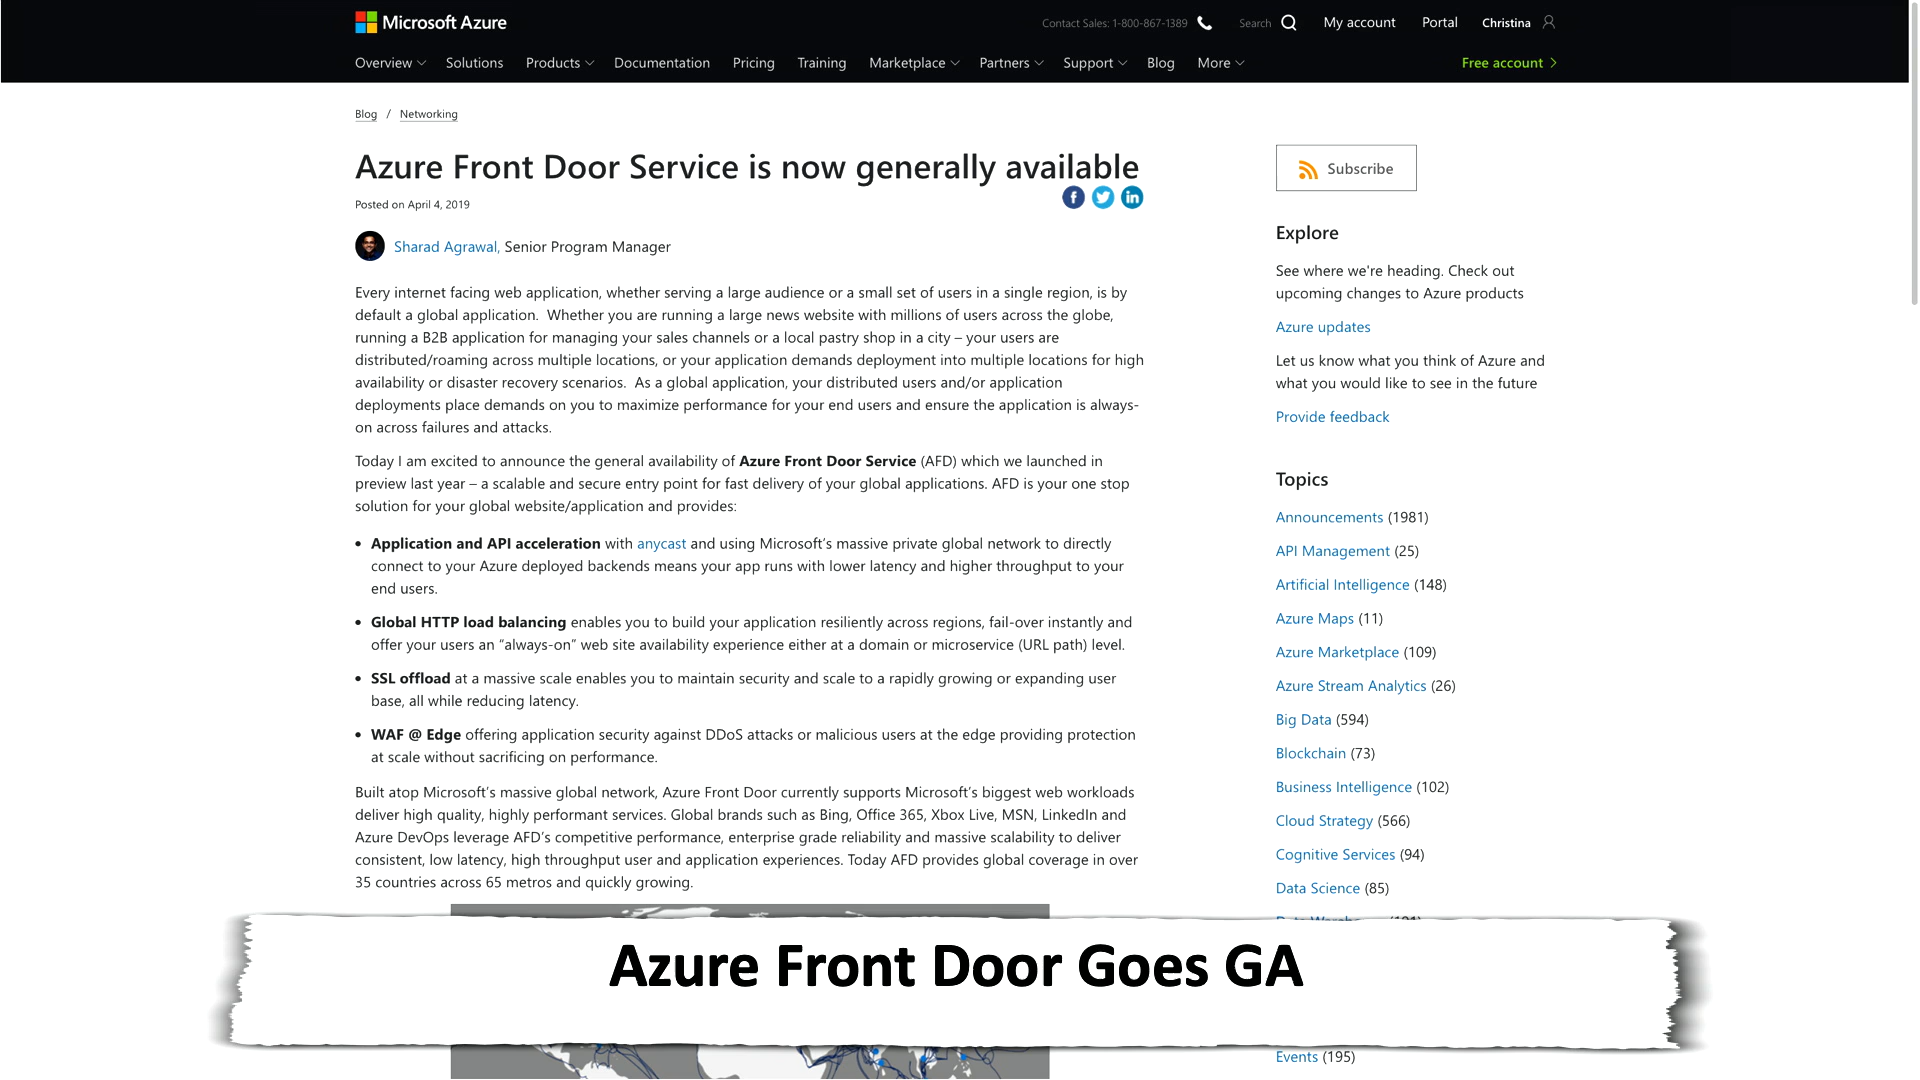 Microsoft Azure
Contact Sales: 1-800-867-1389
Search
My account
Portal
Christina
Overview
Solutions
Products
Documentation
Pricing
Training
Marketplace
Partners
Support
Blog
More
Free account
Blog / Networking
Azure Front Door Service is now generally available
Posted on April 4, 2019
Sharad Agrawal, Senior Program Manager
Every internet facing web application, whether serving a large audience or a small set of users in a single region, is by
default a global application.  Whether you are running a large news website with millions of users across the globe,
running a B2B application for managing your sales channels or a local pastry shop in a city – your users are
distributed/roaming across multiple locations, or your application demands deployment into multiple locations for high
availability or disaster recovery scenarios.  As a global application, your distributed users and/or application
deployments place demands on you to maximize performance for your end users and ensure the application is always-
on across failures and attacks.
Today I am excited to announce the general availability of Azure Front Door Service (AFD) which we launched in
preview last year – a scalable and secure entry point for fast delivery of your global applications. AFD is your one stop
solution for your global website/application and provides:
• Application and API acceleration with anycast and using Microsoft's massive private global network to directly
connect to your Azure deployed backends means your app runs with lower latency and higher throughput to your
end users.
• Global HTTP load balancing enables you to build your application resiliently across regions, fail-over instantly and
offer your users an “always-on” web site availability experience either at a domain or microservice (URL path) level.
• SSL offload at a massive scale enables you to maintain security and scale to a rapidly growing or expanding user
base, all while reducing latency.
• WAF @ Edge offering application security against DDoS attacks or malicious users at the edge providing protection
at scale without sacrificing on performance.
Built atop Microsoft's massive global network, Azure Front Door currently supports Microsoft's biggest web workloads
deliver high quality, highly performant services. Global brands such as Bing, Office 365, Xbox Live, MSN, LinkedIn and
Azure DevOps leverage AFD's competitive performance, enterprise grade reliability and massive scalability to deliver
consistent, low latency, high throughput user and application experiences. Today AFD provides global coverage in over
35 countries across 65 metros and quickly growing.
Subscribe
Explore
See where we're heading. Check out
upcoming changes to Azure products
Azure updates
Let us know what you think of Azure and
what you would like to see in the future
Provide feedback
Topics
Announcements (1981)
API Management (25)
Artificial Intelligence (148)
Azure Maps (11)
Azure Marketplace (109)
Azure Stream Analytics (26)
Big Data (594)
Blockchain (73)
Business Intelligence (102)
Cloud Strategy (566)
Cognitive Services (94)
Data Science (85)
Events (195)
Azure Front Door Goes GA